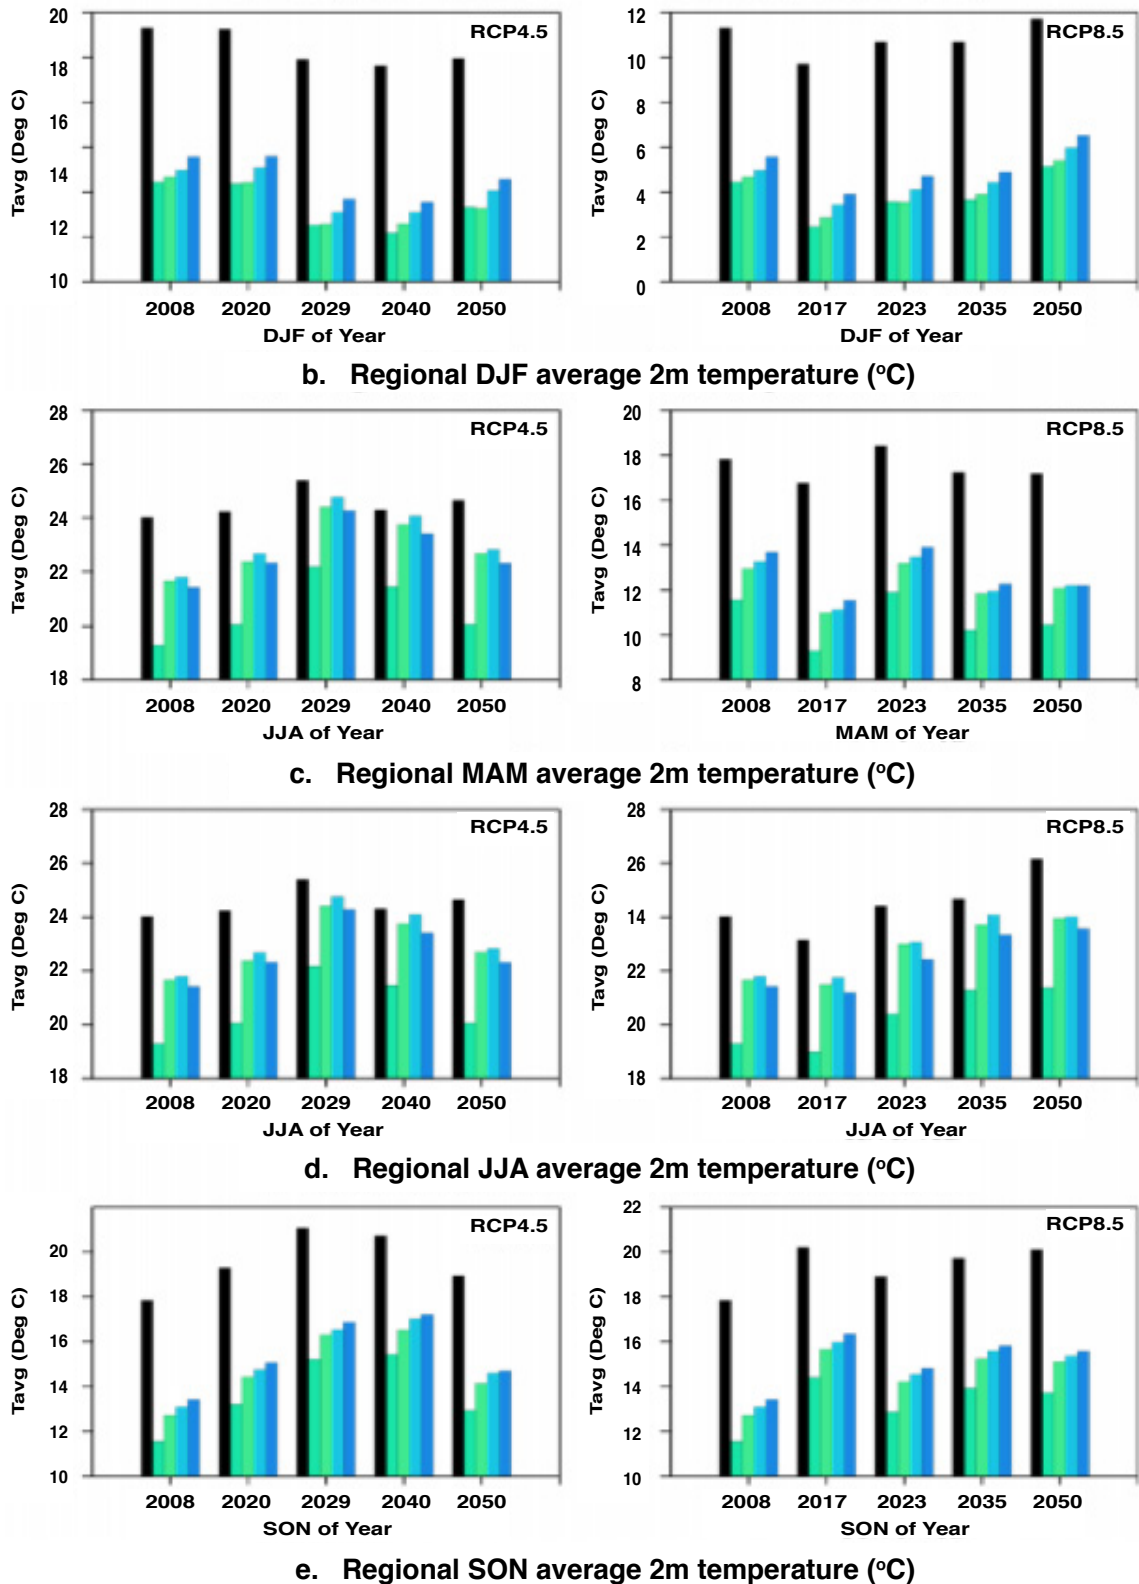 RCP4.5
20
18
16
14
12
10
Tavg (Deg C)
2008 2020 2029 2040 2050
DJF of Year
RCP8.5
12
10
8
6
4
2
0
Tavg (Deg C)
2008 2017 2023 2035 2050
DJF of Year
b. Regional DJF average 2m temperature (°C)
RCP4.5
28
26
24
22
20
18
Tavg (Deg C)
2008 2020 2029 2040 2050
JJA of Year
RCP8.5
20
18
16
14
12
10
8
Tavg (Deg C)
2008 2017 2023 2035 2050
MAM of Year
c. Regional MAM average 2m temperature (°C)
RCP4.5
28
26
24
22
20
18
Tavg (Deg C)
2008 2020 2029 2040 2050
JJA of Year
RCP8.5
28
26
14
22
20
18
Tavg (Deg C)
2008 2017 2023 2035 2050
JJA of Year
d. Regional JJA average 2m temperature (°C)
RCP4.5
20
18
16
14
12
10
Tavg (Deg C)
2008 2020 2029 2040 2050
SON of Year
RCP8.5
22
20
18
16
14
12
10
Tavg (Deg C)
2008 2017 2023 2035 2050
SON of Year
e. Regional SON average 2m temperature (°C)